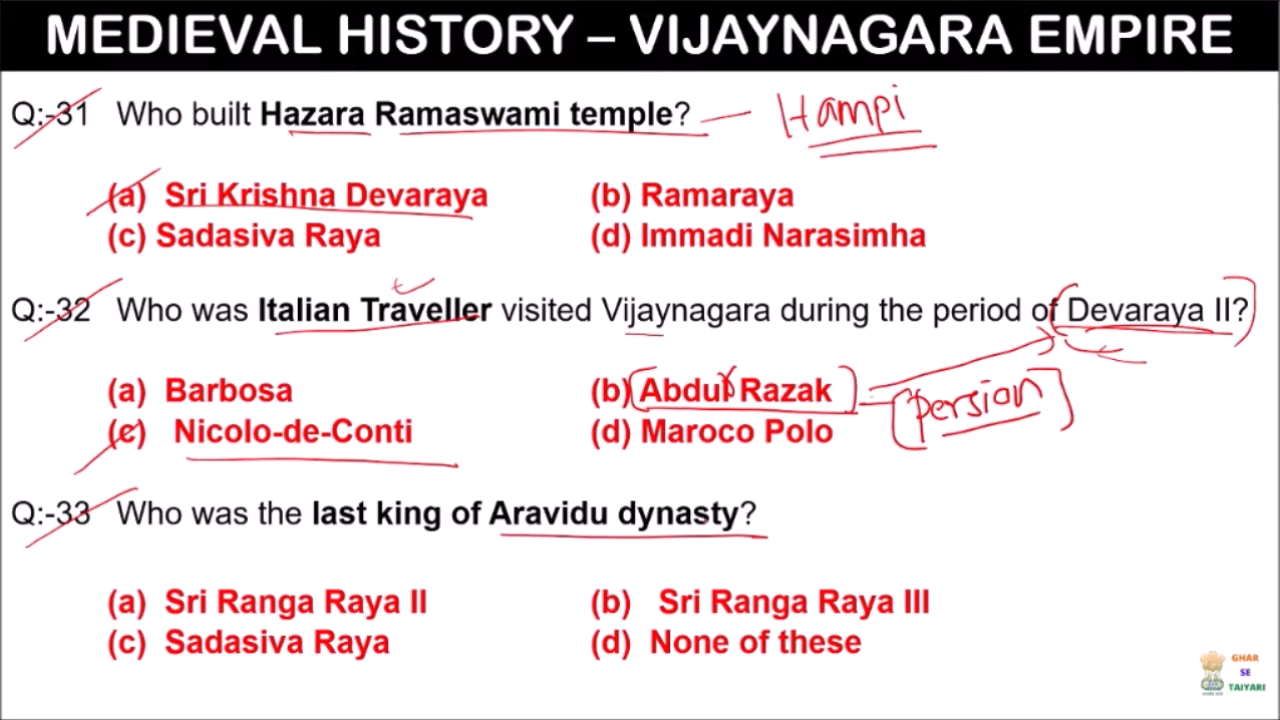 MEDIEVAL HISTORY – VIJAYNAGARA EMPIRE
Q:-31 Who built Hazara Ramaswami temple? — Hampi
(a) Sri Krishna Devaraya (b) Ramaraya
(c) Sadasiva Raya (d) Immadi Narasimha
Q:-32 Who was Italian Traveller visited Vijaynagara during the period of Devaraya II?
(a) Barbosa (b) Abdul Razak
(c) Nicolo-de-Conti (d) Maroco Polo
[Persion]
Q:-33 Who was the last king of Aravidu dynasty?
(a) Sri Ranga Raya II (b) Sri Ranga Raya III
(c) Sadasiva Raya (d) None of these
GHAR
SE
TAIYARI